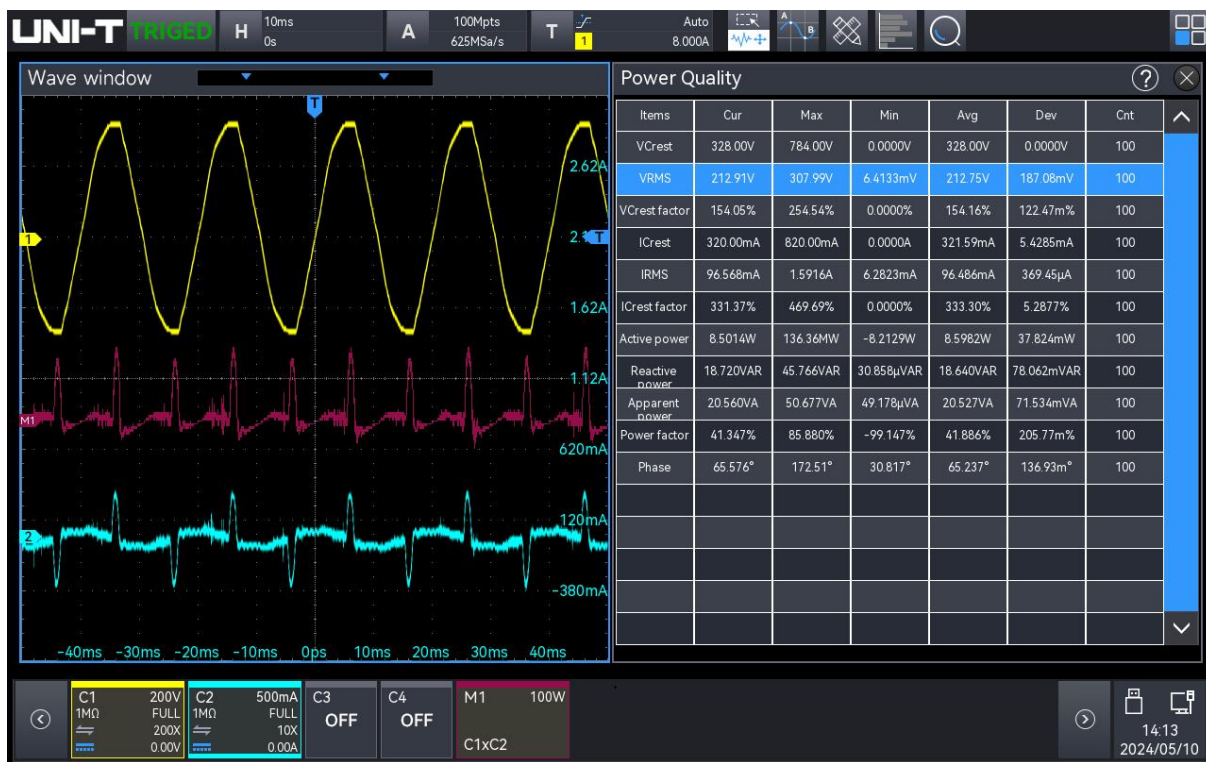 UNI-T TRIGED H 10ms 0s A 100Mpts 625MSa/s T 1 Auto 8.000A A B
Wave window
T
2.62A
1 T
1.62A
1.12A
M1
620mA
120mA
2
-380mA
-40ms -30ms -20ms -10ms 0ps 10ms 20ms 30ms 40ms
Power Quality ?
Items Cur Max Min Avg Dev Cnt
VCrest 328.00V 784.00V 0.0000V 328.00V 0.0000V 100
VRMS 212.91V 307.99V 6.4133mV 212.75V 187.08mV 100
VCrest factor 154.05% 254.54% 0.0000% 154.16% 122.47m% 100
ICrest 320.00mA 820.00mA 0.0000A 321.59mA 5.4285mA 100
IRMS 96.568mA 1.5916A 6.2823mA 96.486mA 369.45µA 100
ICrest factor 331.37% 469.69% 0.0000% 333.30% 5.2877% 100
Active power 8.5014W 136.36MW -8.2129W 8.5982W 37.824mW 100
Reactive power 18.720VAR 45.766VAR 30.858µVAR 18.640VAR 78.062mVAR 100
Apparent power 20.560VA 50.677VA 49.178µVA 20.527VA 71.534mVA 100
Power factor 41.347% 85.880% -99.147% 41.886% 205.77m% 100
Phase 65.576° 172.51° 30.817° 65.237° 136.93m° 100
C1 200V C2 500mA C3 C4 M1 100W
1MΩ FULL 1MΩ FULL OFF OFF
200X 10X
0.00V 0.00A C1xC2
14:13
2024/05/10